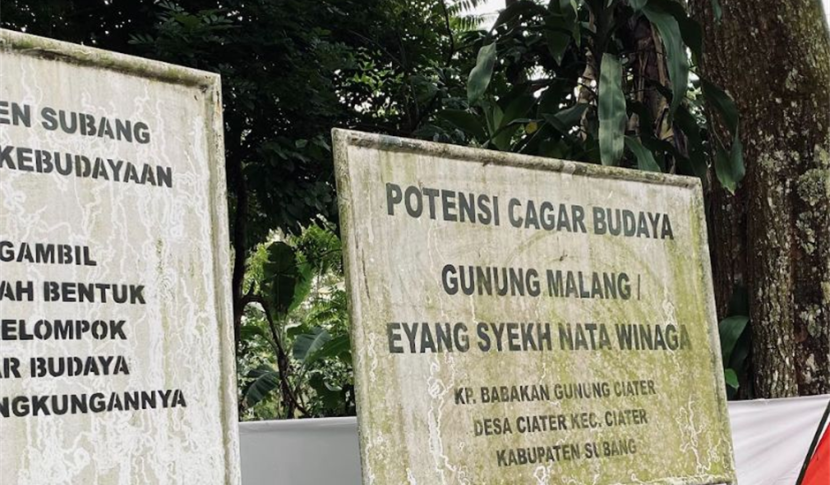 EN SUBANG
KEBUDAYAAN
GAMBIL
AH BENTUK
ELOMPOK
AR BUDAYA
NGKUNGANNYA
POTENSI CAGAR BUDAYA
GUNUNG MALANG /
EYANG SYEKH NATA WINAGA
KP. BABAKAN GUNUNG CIATER
DESA CIATER KEC. CIATER
KABUPATEN SUBANG